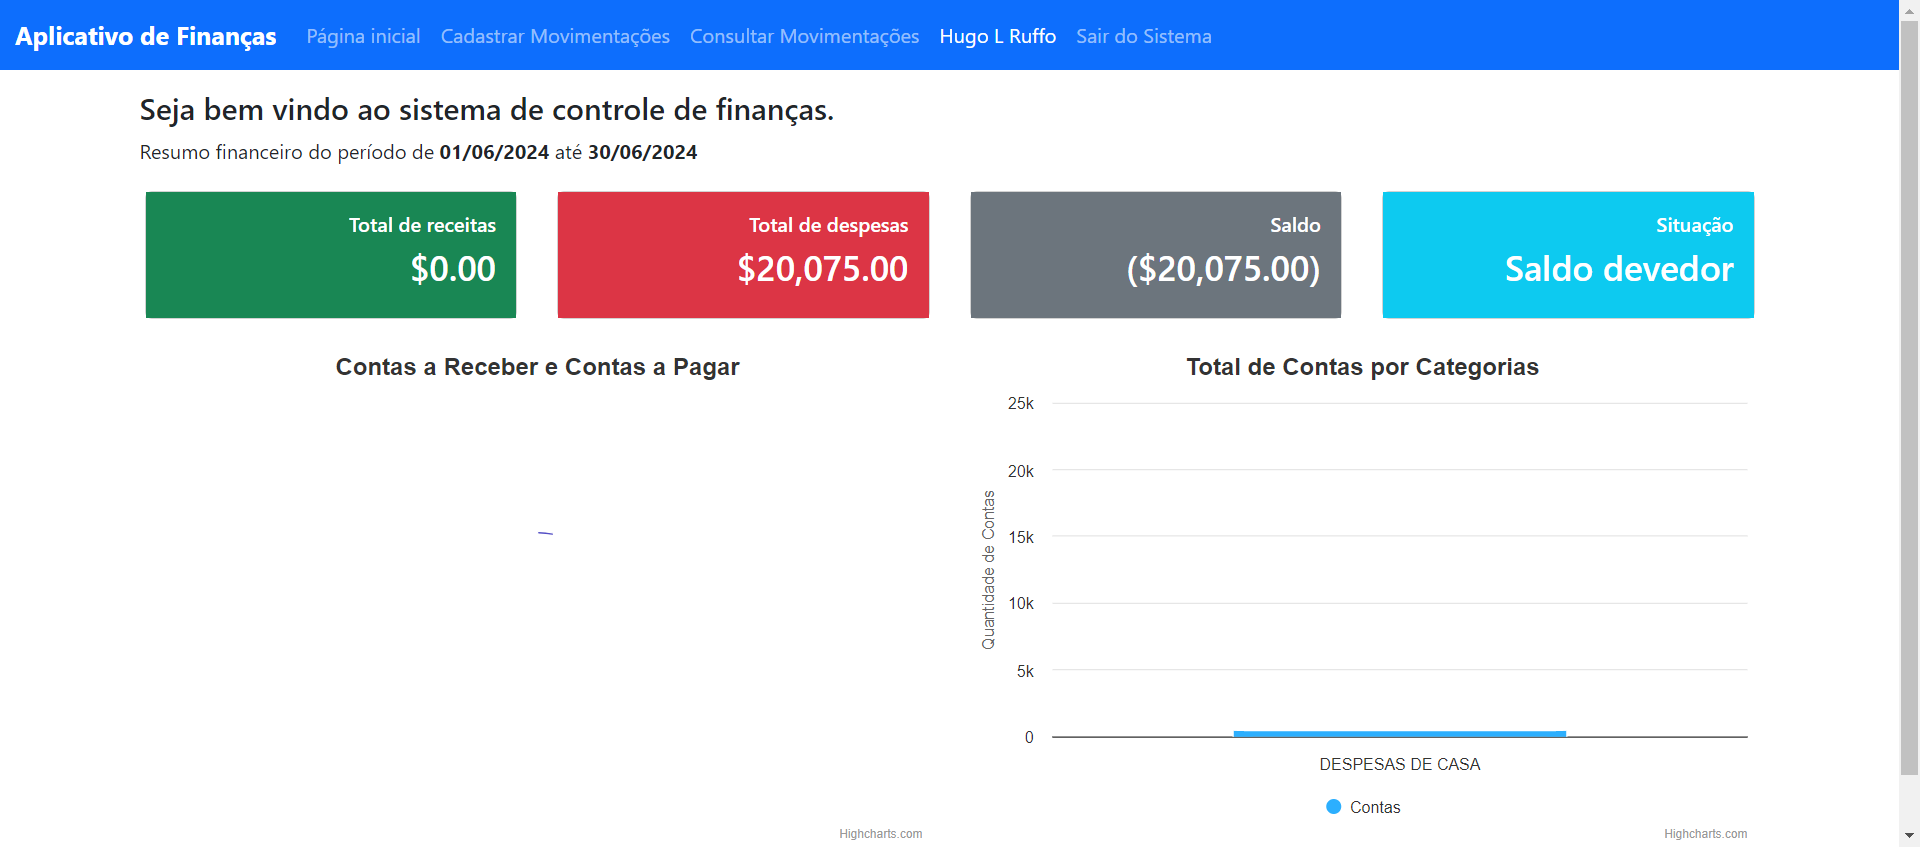 Aplicativo de Finanças Página inicial Cadastrar Movimentações Consultar Movimentações Hugo L Ruffo Sair do Sistema
Seja bem vindo ao sistema de controle de finanças.
Resumo financeiro do período de 01/06/2024 até 30/06/2024
Total de receitas
$0.00
Total de despesas
$20,075.00
Saldo
($20,075.00)
Situação
Saldo devedor
Contas a Receber e Contas a Pagar
Highcharts.com
Total de Contas por Categorias
Quantidade de Contas
25k
20k
15k
10k
5k
0
DESPESAS DE CASA
Contas
Highcharts.com